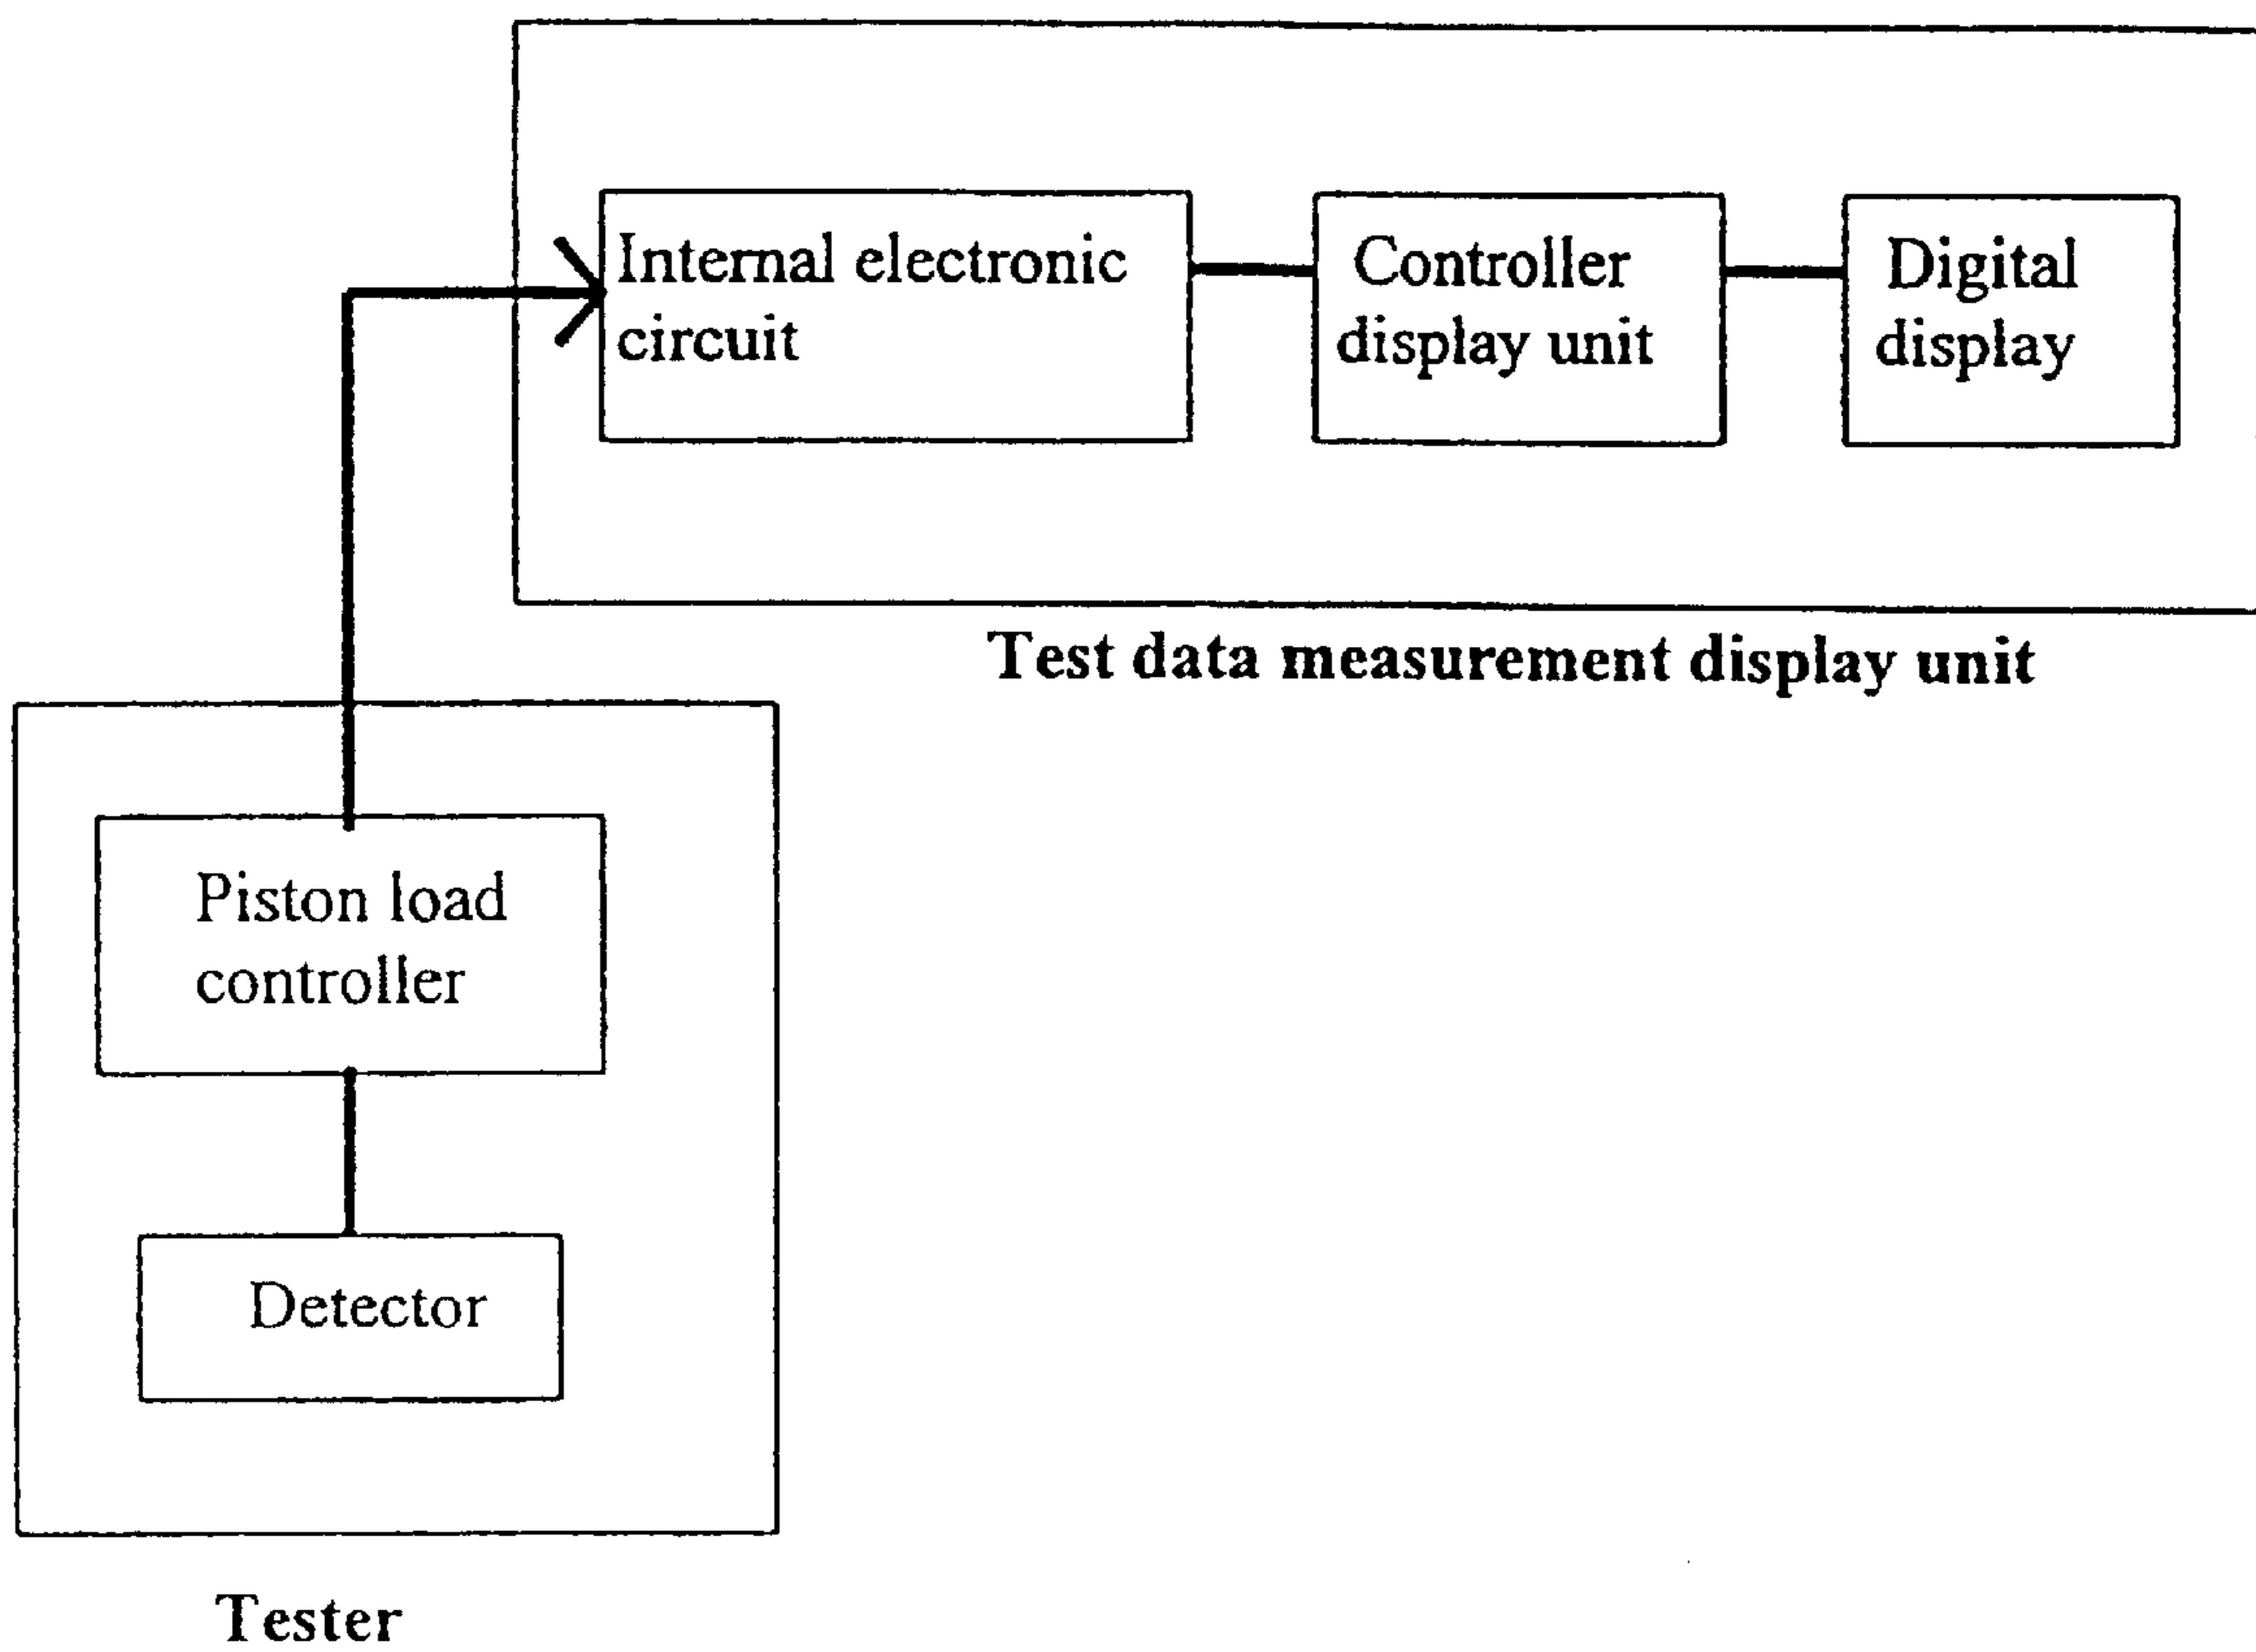 Internal electronic
circuit
Controller
display unit
Digital
display
Test data measurement display unit
Piston load
controller
Detector
Tester